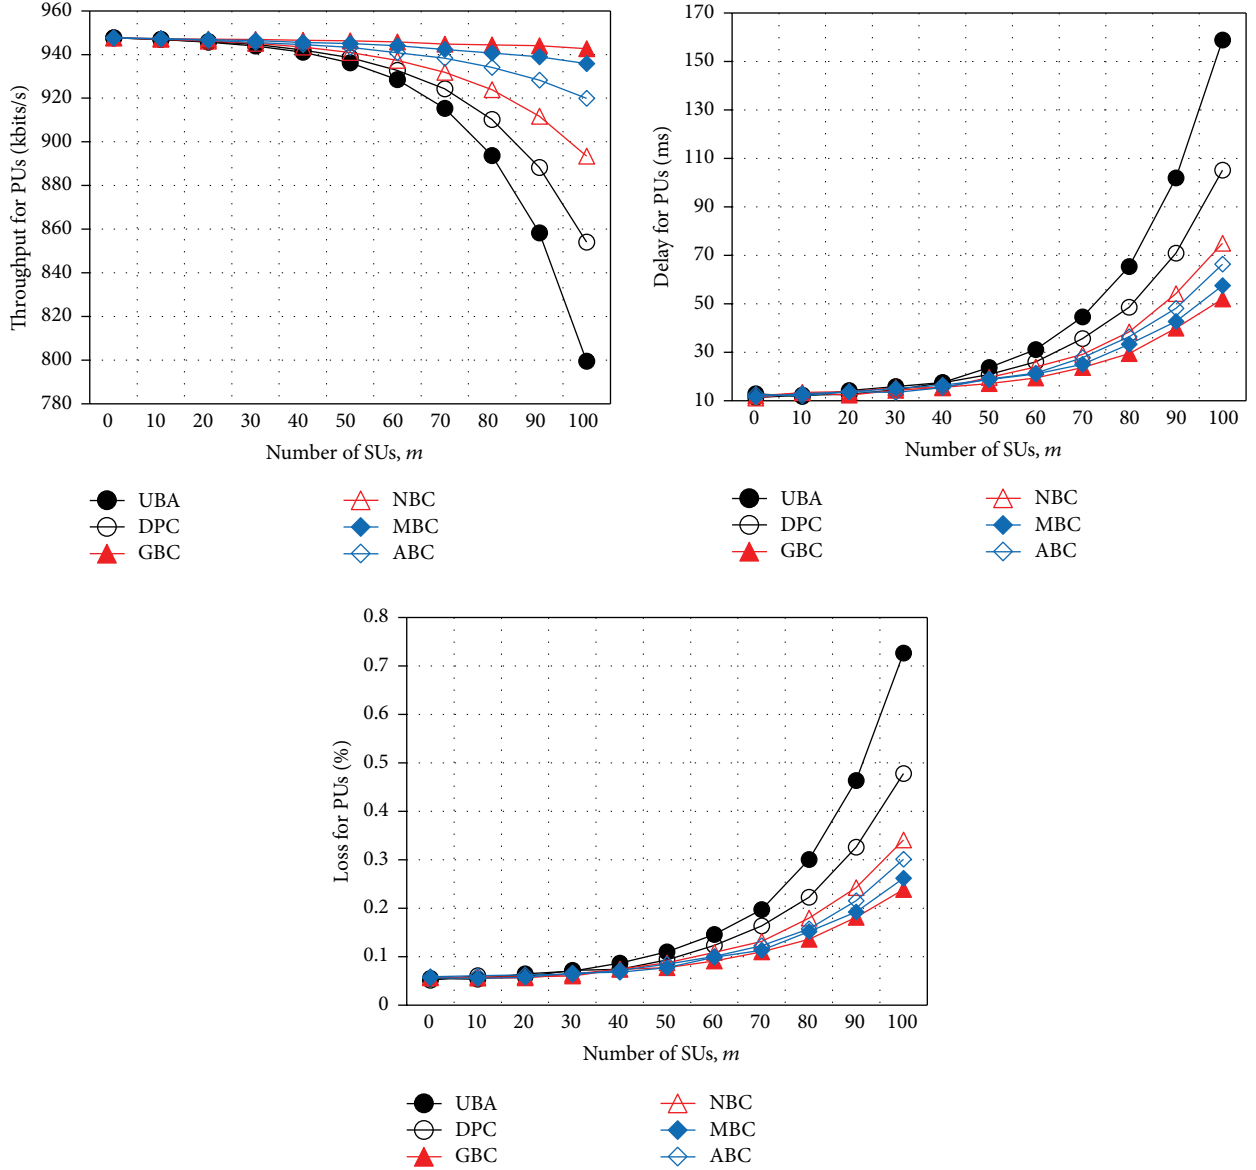 960
940
920
900
880
860
840
820
800
780
Throughput for PUs (kbits/s)
0 10 20 30 40 50 60 70 80 90 100
Number of SUs, m
UBA
DPC
GBC
NBC
MBC
ABC
170
150
130
110
90
70
50
30
10
Delay for PUs (ms)
0 10 20 30 40 50 60 70 80 90 100
Number of SUs, m
UBA
DPC
GBC
NBC
MBC
ABC
0.8
0.7
0.6
0.5
0.4
0.3
0.2
0.1
0
Loss for PUs (%)
0 10 20 30 40 50 60 70 80 90 100
Number of SUs, m
UBA
DPC
GBC
NBC
MBC
ABC